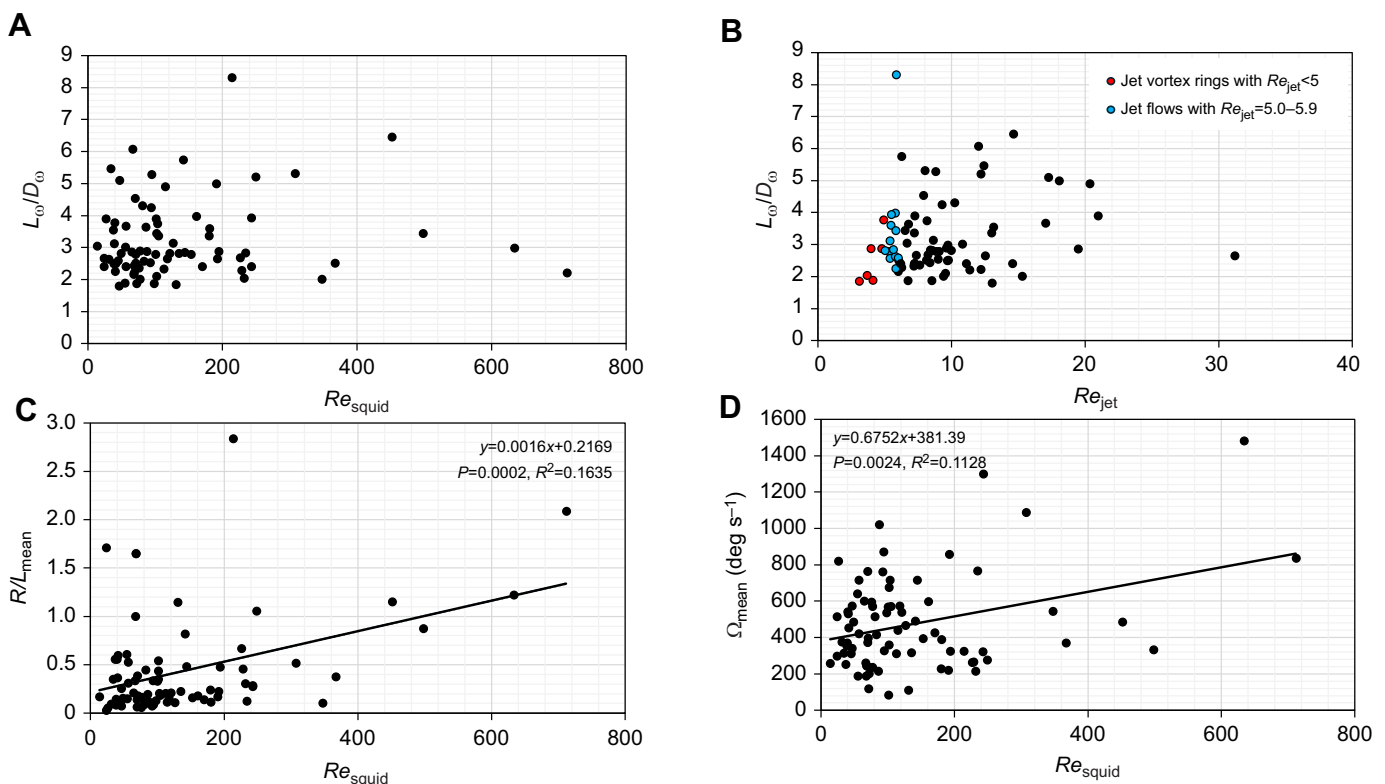 A
9
8
7
6
5
4
3
2
1
0
Lω/Dω
0 200 400 600 800
Re_squid
B
9
8
7
6
5
4
3
2
1
0
Lω/Dω
Jet vortex rings with Re_jet<5
Jet flows with Re_jet=5.0–5.9
0 10 20 30 40
Re_jet
C
3.0
2.5
2.0
1.5
1.0
0.5
0
R/L_mean
y=0.0016x+0.2169
P=0.0002, R²=0.1635
0 200 400 600 800
Re_squid
D
1600
1400
1200
1000
800
600
400
200
0
Ω_mean (deg s⁻¹)
y=0.6752x+381.39
P=0.0024, R²=0.1128
0 200 400 600 800
Re_squid